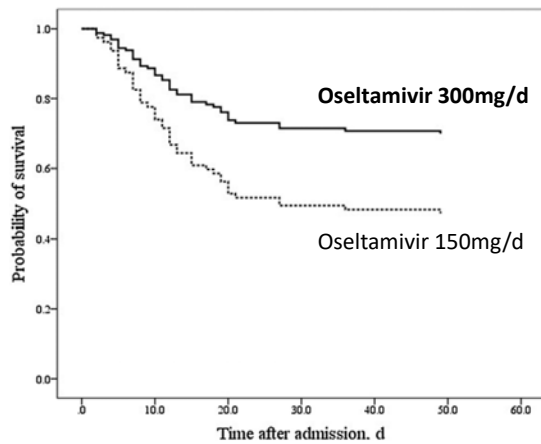 1.0
0.8
0.6
0.4
0.2
0.0
Probability of survival
Oseltamivir 300mg/d
Oseltamivir 150mg/d
.0 10.0 20.0 30.0 40.0 50.0 60.0
Time after admission, d